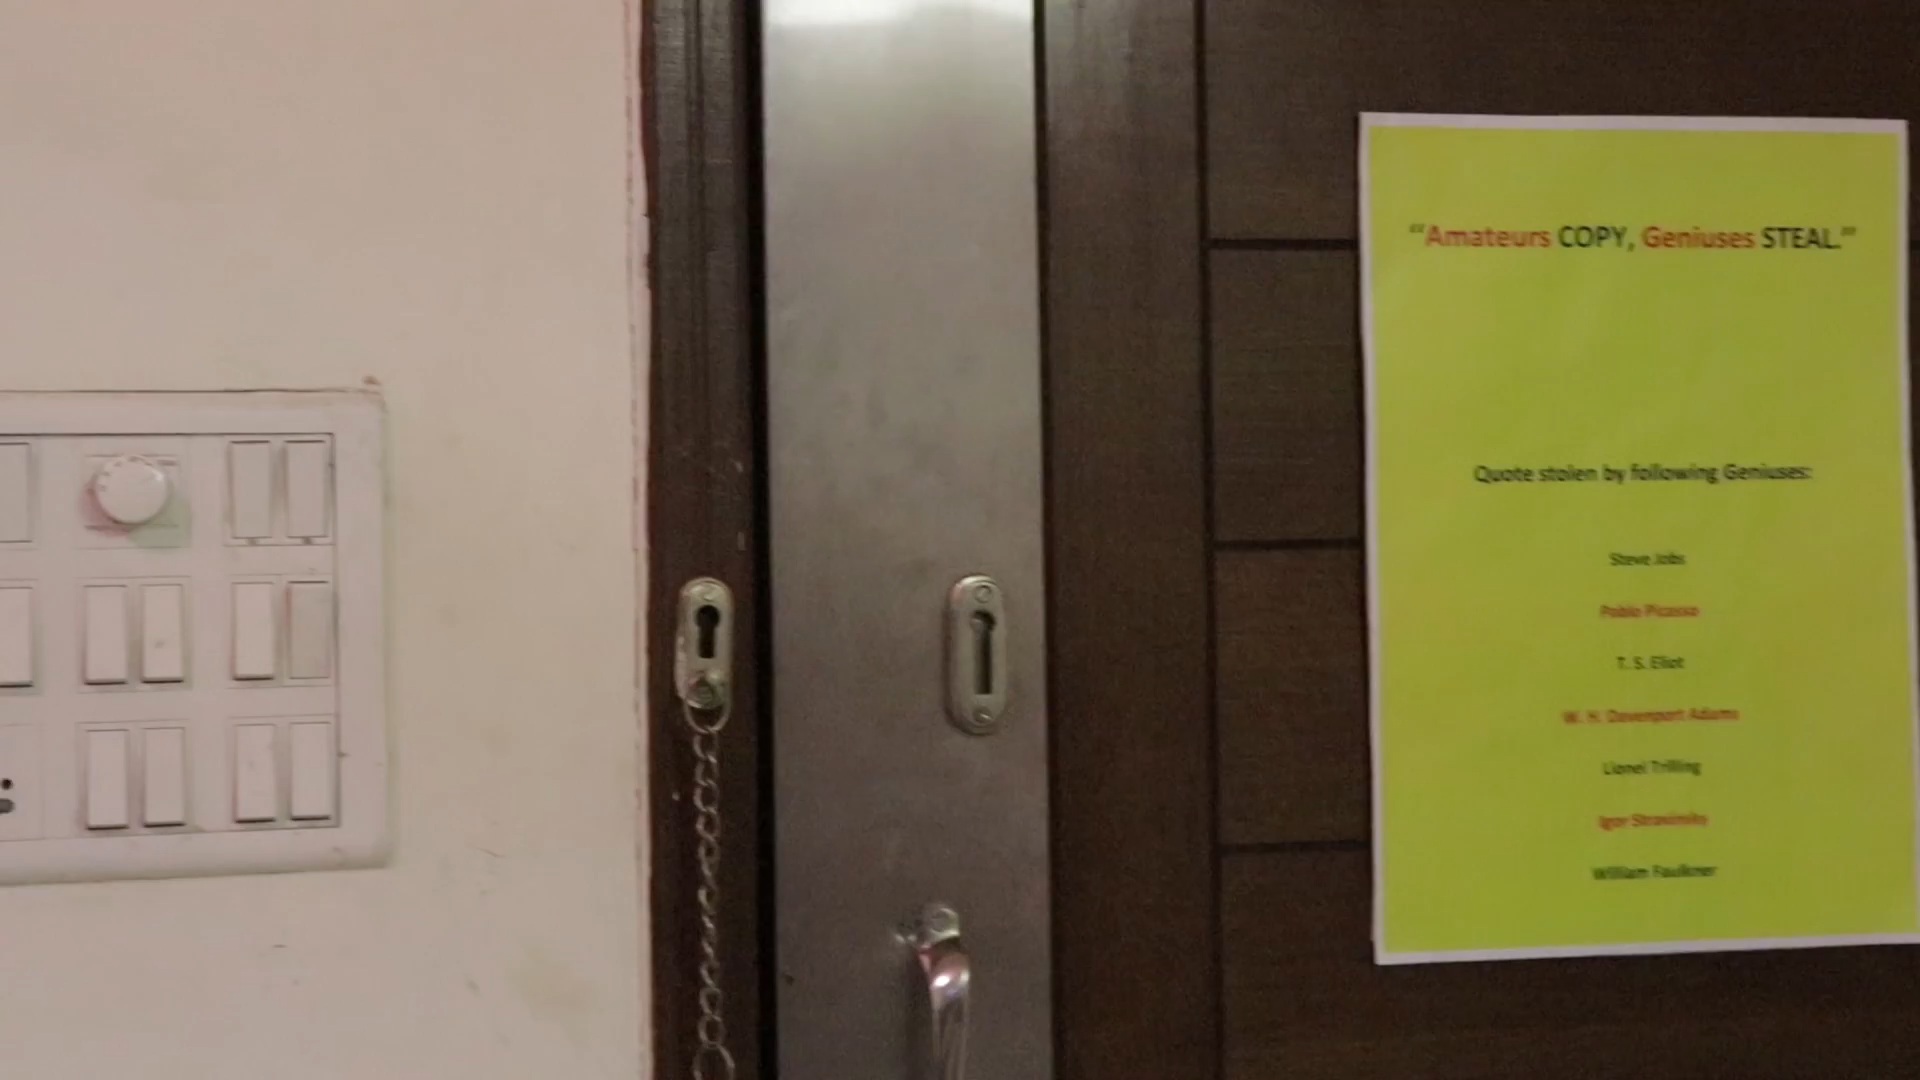 “Amateurs COPY, Geniuses STEAL.”
Quote stolen by following Geniuses:
Steve Jobs
Pablo Picasso
T. S. Eliot
W. H. Davenport Adams
Lionel Trilling
Igor Stravinsky
William Faulkner